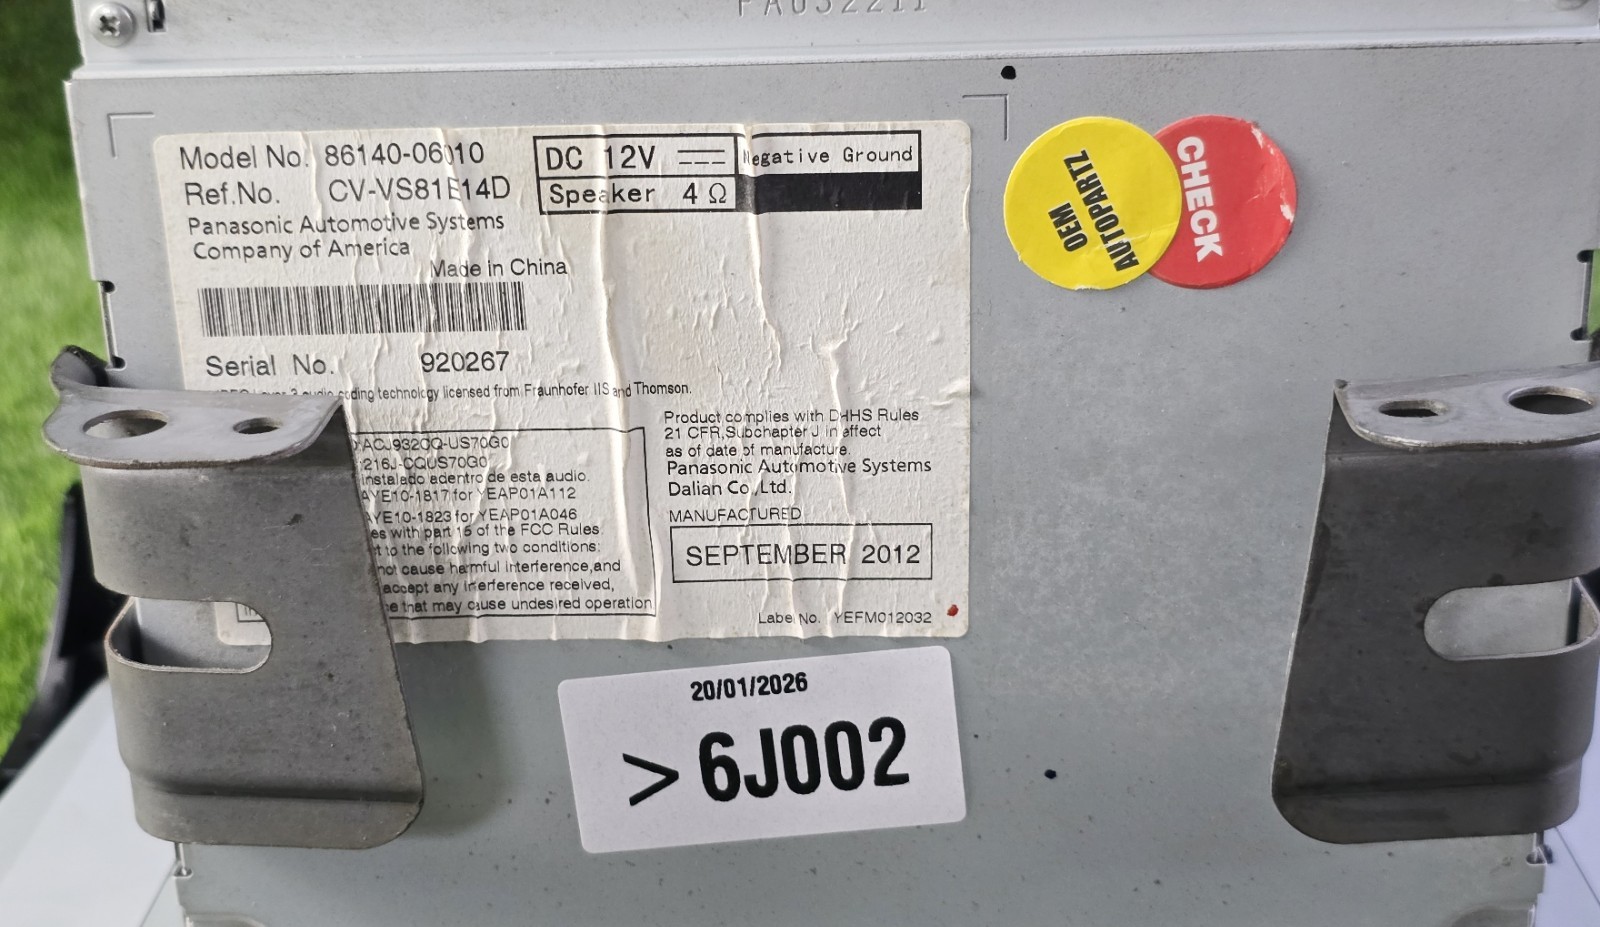 Model No. 86140-06010
Ref.No. CV-VS81E14D
Panasonic Automotive Systems
Company of America
Made in China
DC 12V
Negative Ground
Speaker 4 Ω
Serial No. 920267
audio coding technology licensed from Fraunhofer IIS and Thomson.
ACJ932CQ-US70G0
216J-CQUS70G0
Instalado adentro de esta audio.
AYE10-1817 for YEAP01A112
AYE10-1823 for YEAP01A046
es with part 15 of the FCC Rules.
t to the following two conditions:
not cause harmful interference,and
accept any interference received,
e that may cause undesired operation
Product complies with DHHS Rules
21 CFR,Subchapter J in effect
as of date of manufacture.
Panasonic Automotive Systems
Dalian Co.,Ltd.
MANUFACTURED
SEPTEMBER 2012
Label No. YEFM012032
OEM
AUTOPARTZ
CHECK
20/01/2026
>6J002